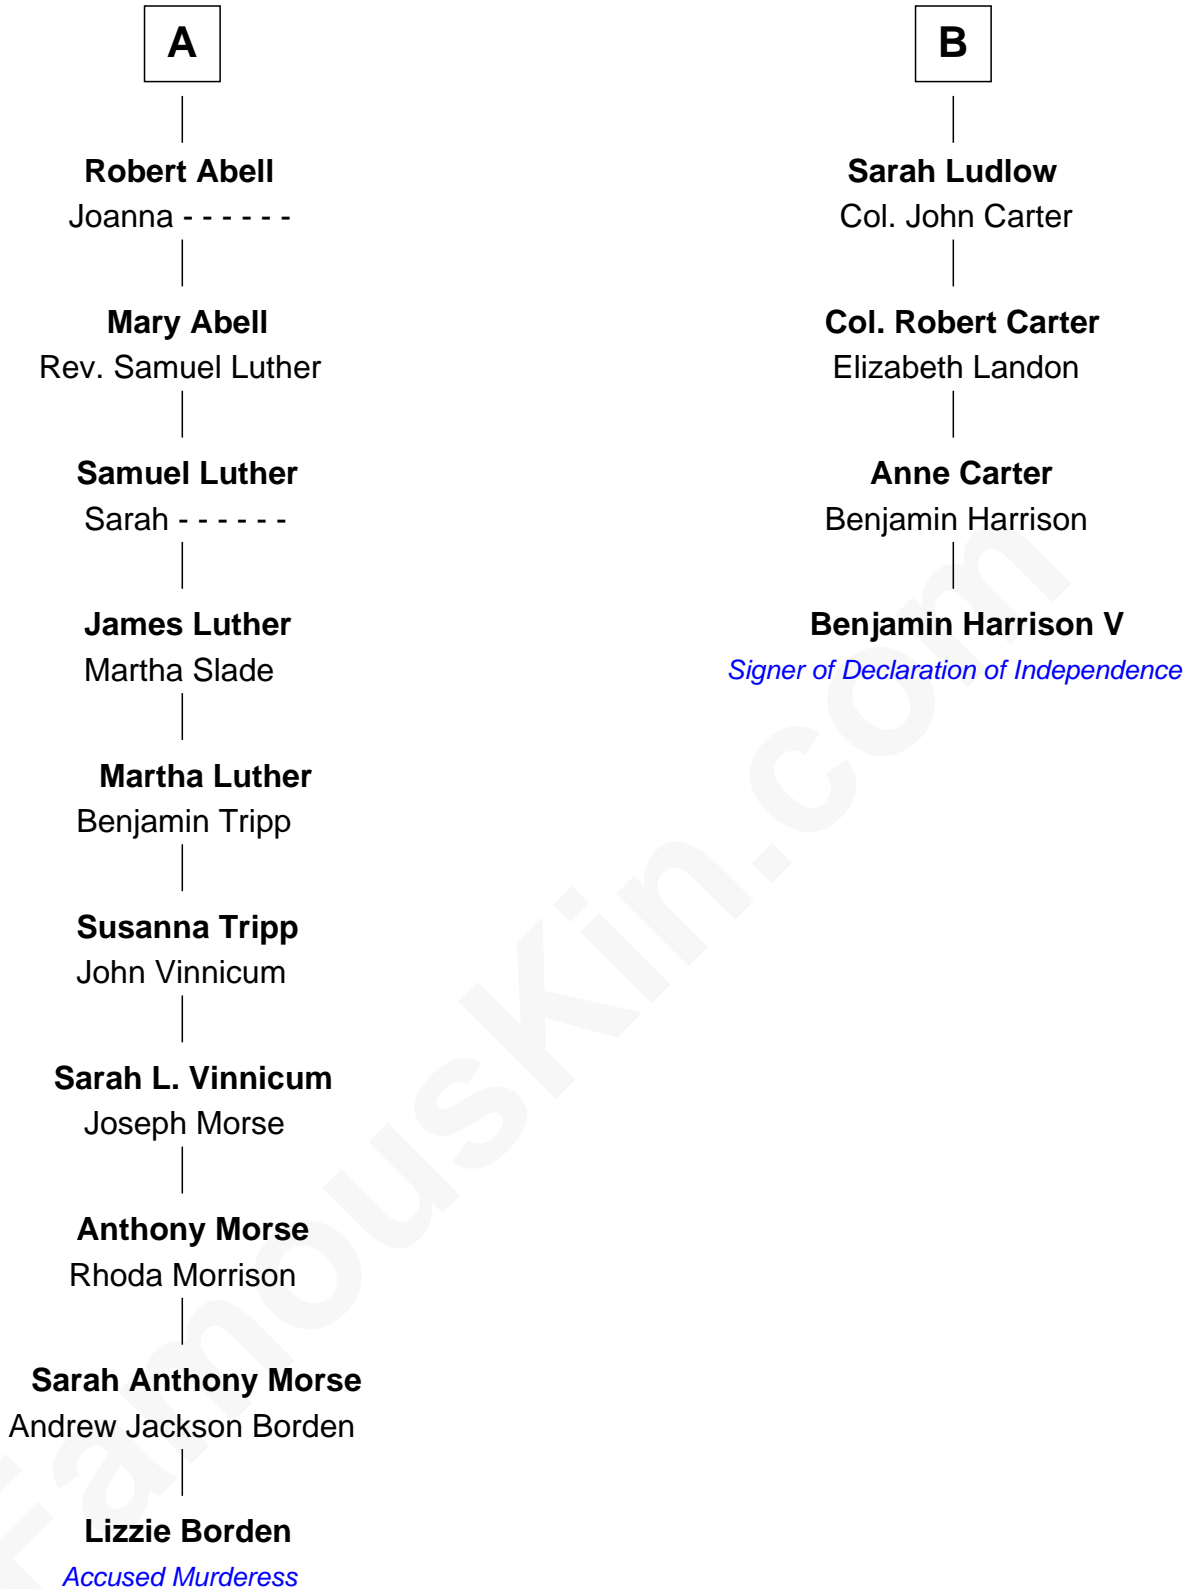 A
Robert Abell
Joanna - - - - - -
Mary Abell
Rev. Samuel Luther
Samuel Luther
Sarah - - - - - -
James Luther
Martha Slade
Martha Luther
Benjamin Tripp
Susanna Tripp
John Vinnicum
Sarah L. Vinnicum
Joseph Morse
Anthony Morse
Rhoda Morrison
Sarah Anthony Morse
Andrew Jackson Borden
Lizzie Borden
Accused Murderess
B
Sarah Ludlow
Col. John Carter
Col. Robert Carter
Elizabeth Landon
Anne Carter
Benjamin Harrison
Benjamin Harrison V
Signer of Declaration of Independence
FamousKin.com